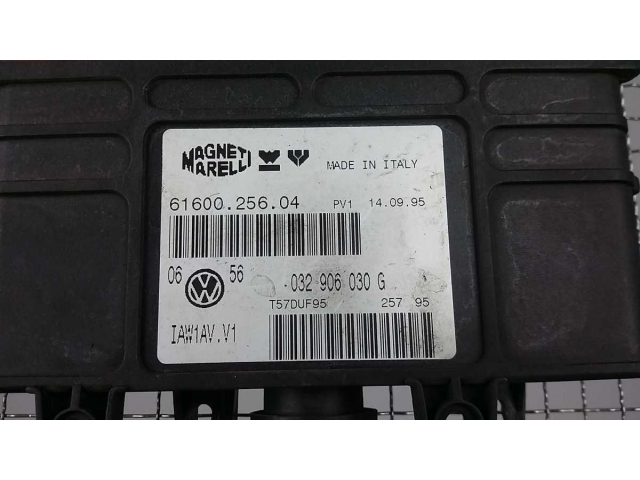 MAGNETI
MARELLI
MADE IN ITALY
61600.256.04 PV1 14.09.95
06 56
032 906 030 G
T57DUF95 257 95
IAW1AV.V1